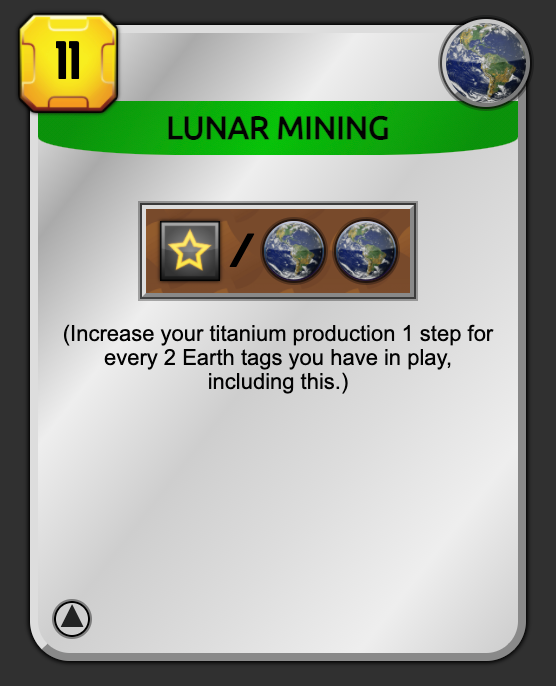 11
LUNAR MINING
/
(Increase your titanium production 1 step for
every 2 Earth tags you have in play,
including this.)